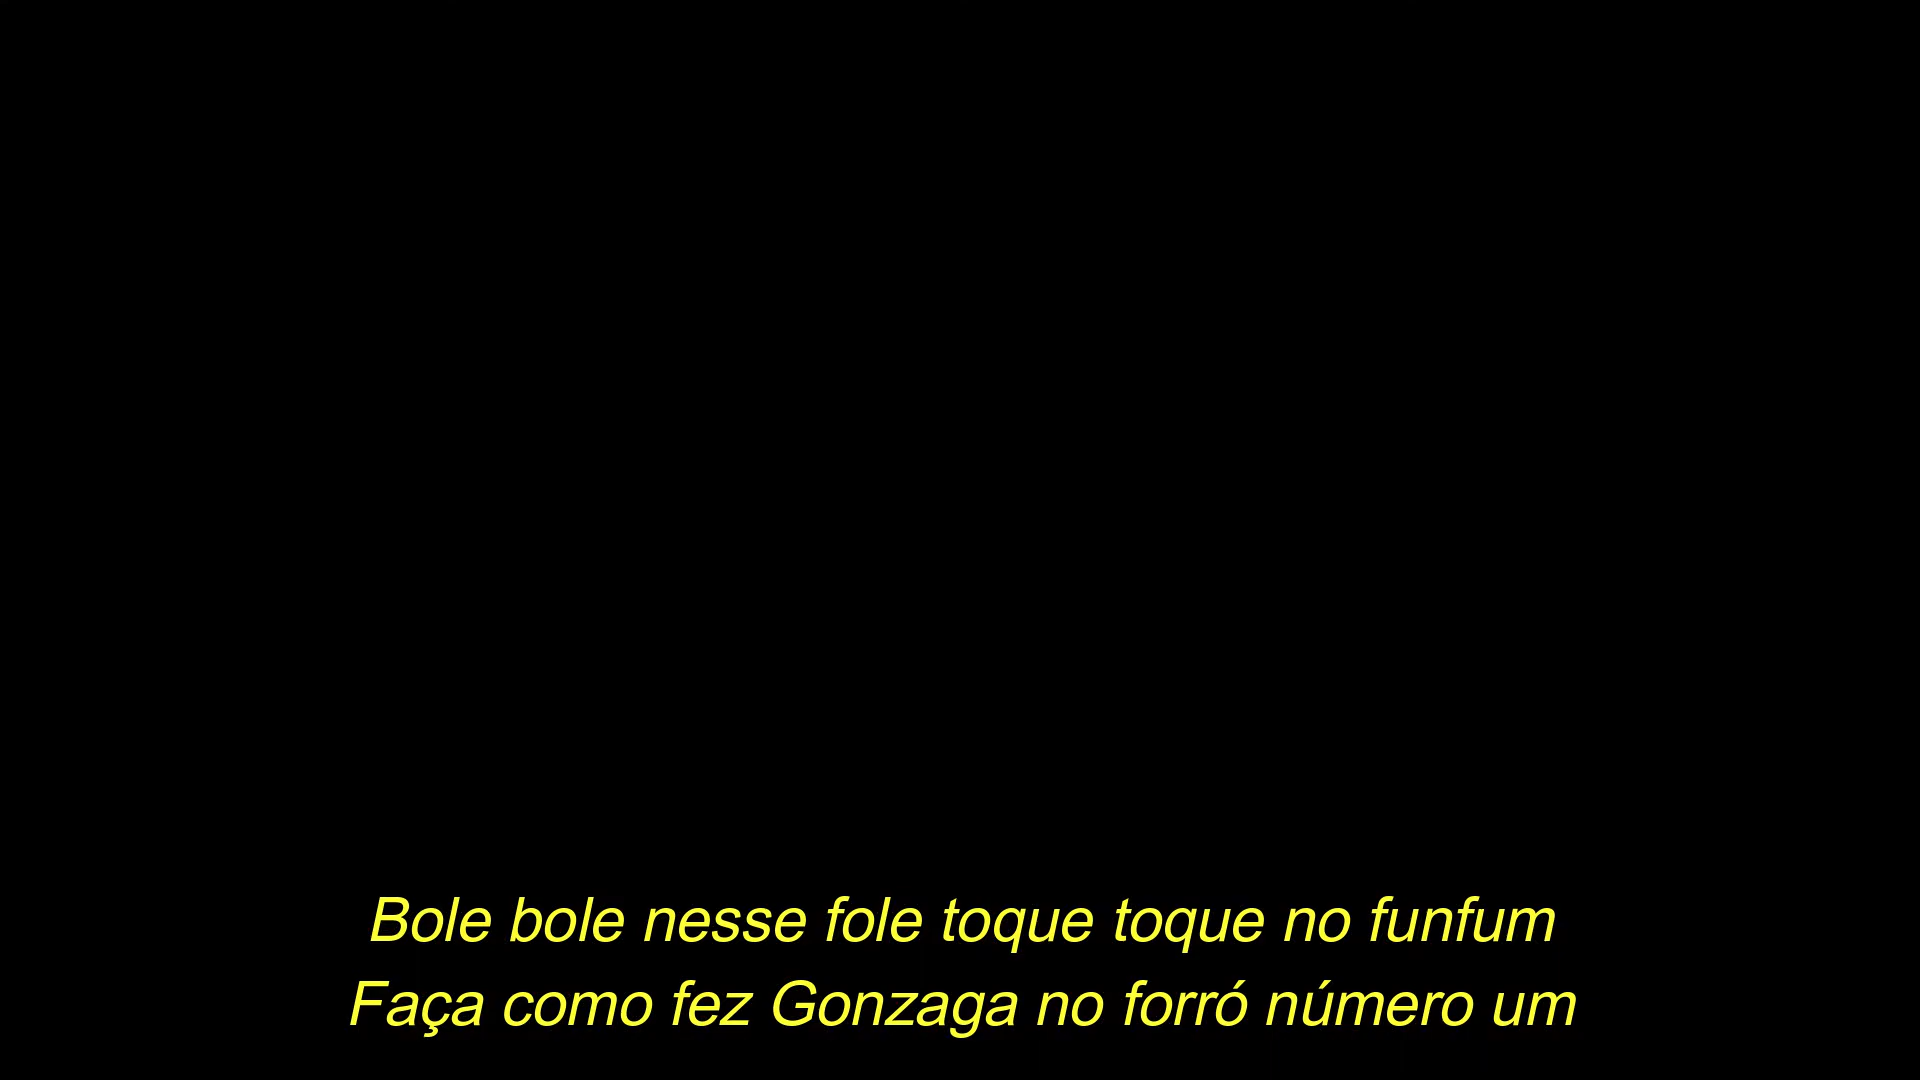 Bole bole nesse fole toque toque no funfum
Faça como fez Gonzaga no forró número um